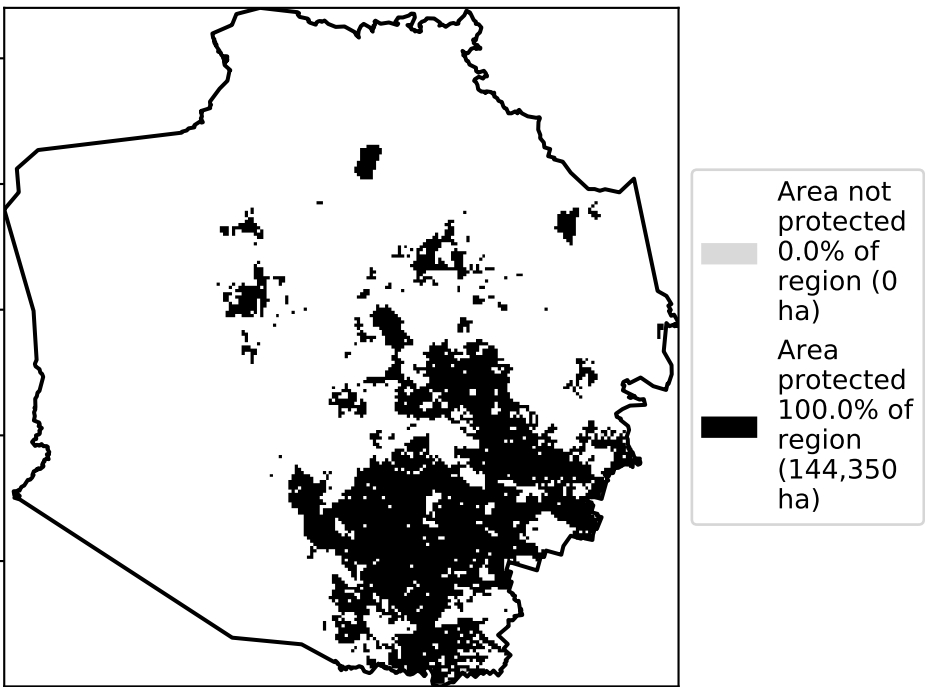 Area not
protected
0.0% of
region (0
ha)
Area
protected
100.0% of
region
(144,350
ha)